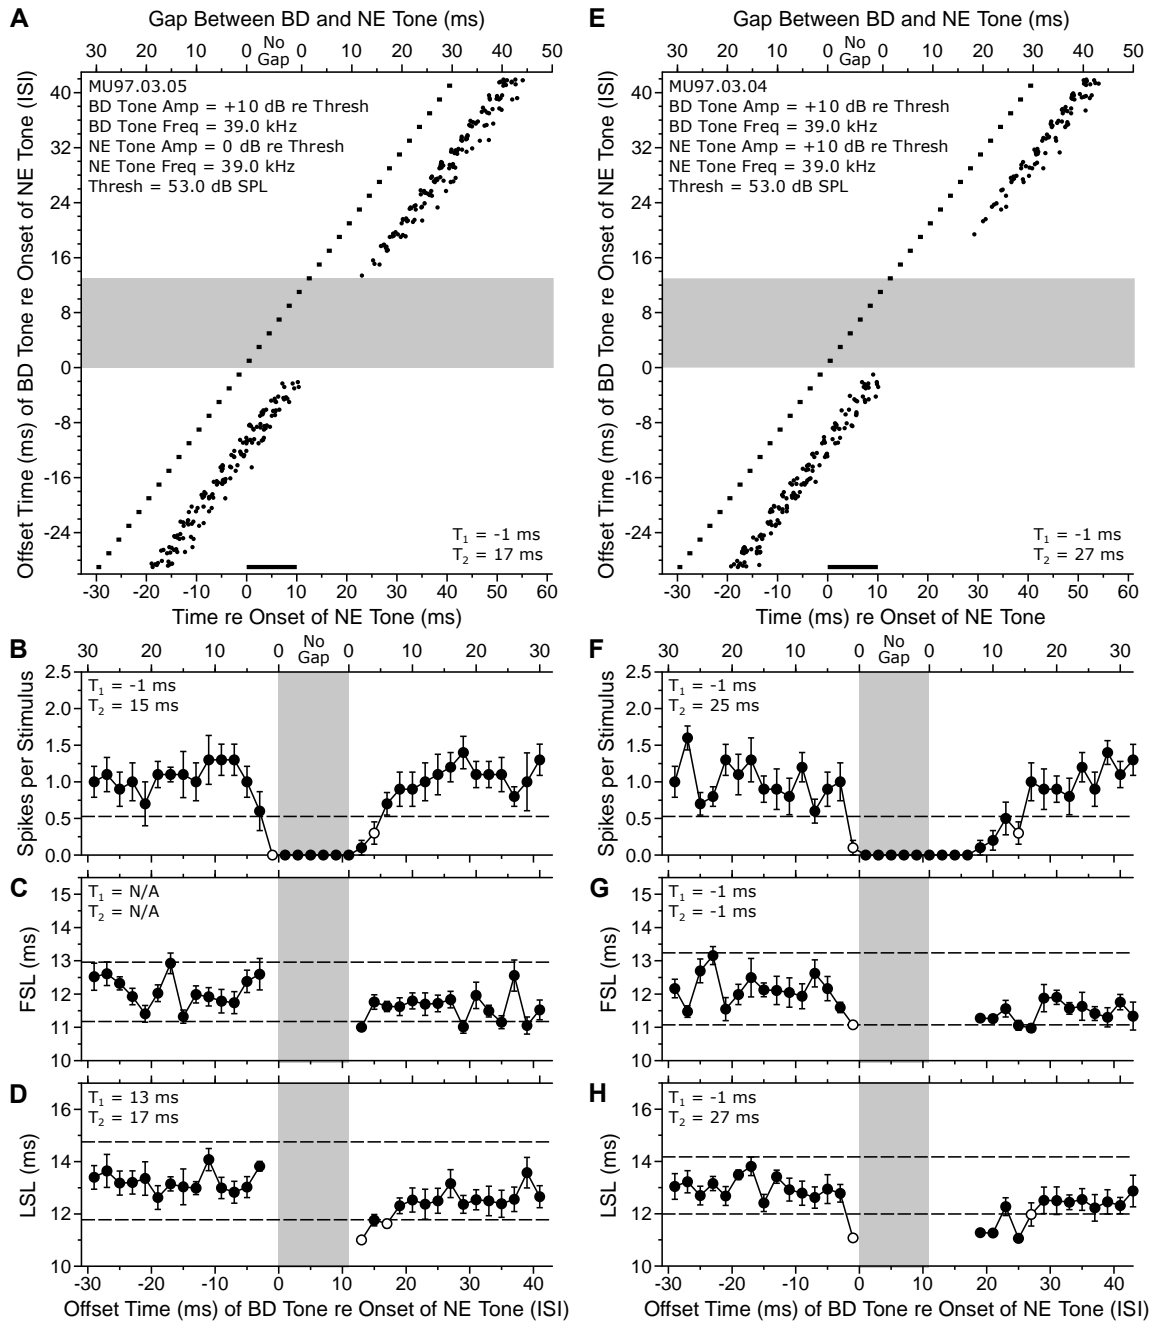 A
Gap Between BD and NE Tone (ms)
30 20 10 0 No Gap 0 10 20 30 40 50
Offset Time (ms) of BD Tone re Onset of NE Tone (ISI)
40
32
24
16
8
0
-8
-16
-24
MU97.03.05
BD Tone Amp = +10 dB re Thresh
BD Tone Freq = 39.0 kHz
NE Tone Amp = 0 dB re Thresh
NE Tone Freq = 39.0 kHz
Thresh = 53.0 dB SPL
T1 = -1 ms
T2 = 17 ms
-30 -20 -10 0 10 20 30 40 50 60
Time re Onset of NE Tone (ms)
E
Gap Between BD and NE Tone (ms)
30 20 10 0 No Gap 0 10 20 30 40 50
Offset Time (ms) of BD Tone re Onset of NE Tone (ISI)
40
32
24
16
8
0
-8
-16
-24
MU97.03.04
BD Tone Amp = +10 dB re Thresh
BD Tone Freq = 39.0 kHz
NE Tone Amp = +10 dB re Thresh
NE Tone Freq = 39.0 kHz
Thresh = 53.0 dB SPL
T1 = -1 ms
T2 = 27 ms
-30 -20 -10 0 10 20 30 40 50 60
Time (ms) re Onset of NE Tone
B
30 20 10 0 No Gap 0 10 20 30
Spikes per Stimulus
2.5
2.0
1.5
1.0
0.5
0.0
T1 = -1 ms
T2 = 15 ms
F
30 20 10 0 No Gap 0 10 20 30
Spikes per Stimulus
2.5
2.0
1.5
1.0
0.5
0.0
T1 = -1 ms
T2 = 25 ms
C
FSL (ms)
15
14
13
12
11
10
T1 = N/A
T2 = N/A
G
FSL (ms)
15
14
13
12
11
10
T1 = -1 ms
T2 = -1 ms
D
LSL (ms)
16
14
12
10
T1 = 13 ms
T2 = 17 ms
-30 -20 -10 0 10 20 30 40
Offset Time (ms) of BD Tone re Onset of NE Tone (ISI)
H
LSL (ms)
16
14
12
10
T1 = -1 ms
T2 = 27 ms
-30 -20 -10 0 10 20 30 40
Offset Time (ms) of BD Tone re Onset of NE Tone (ISI)